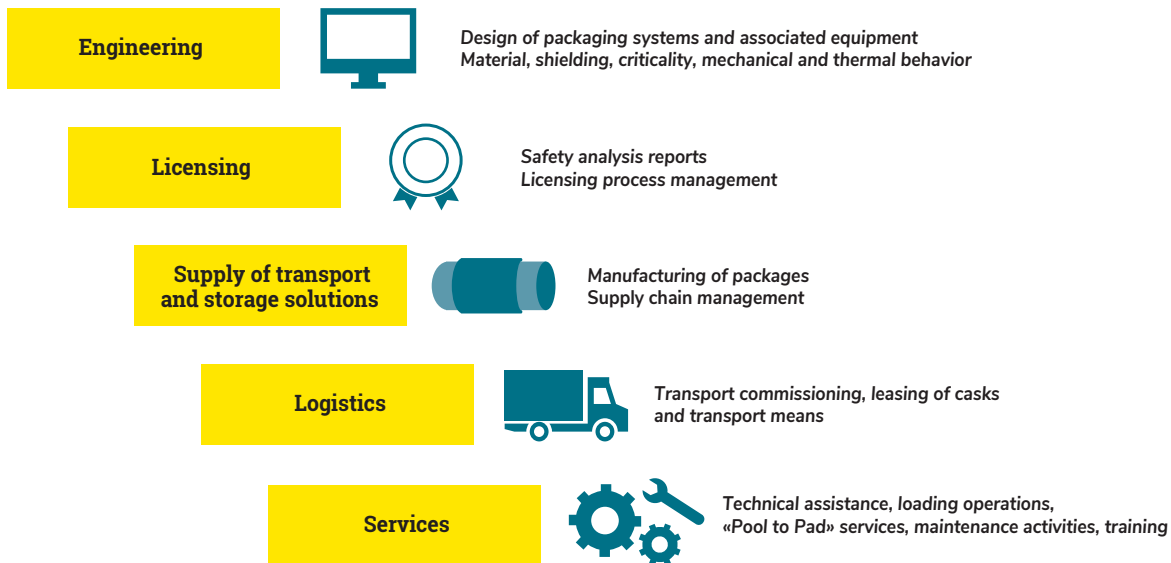 Engineering
Design of packaging systems and associated equipment
Material, shielding, criticality, mechanical and thermal behavior
Licensing
Safety analysis reports
Licensing process management
Supply of transport
and storage solutions
Manufacturing of packages
Supply chain management
Logistics
Transport commissioning, leasing of casks
and transport means
Services
Technical assistance, loading operations,
«Pool to Pad» services, maintenance activities, training